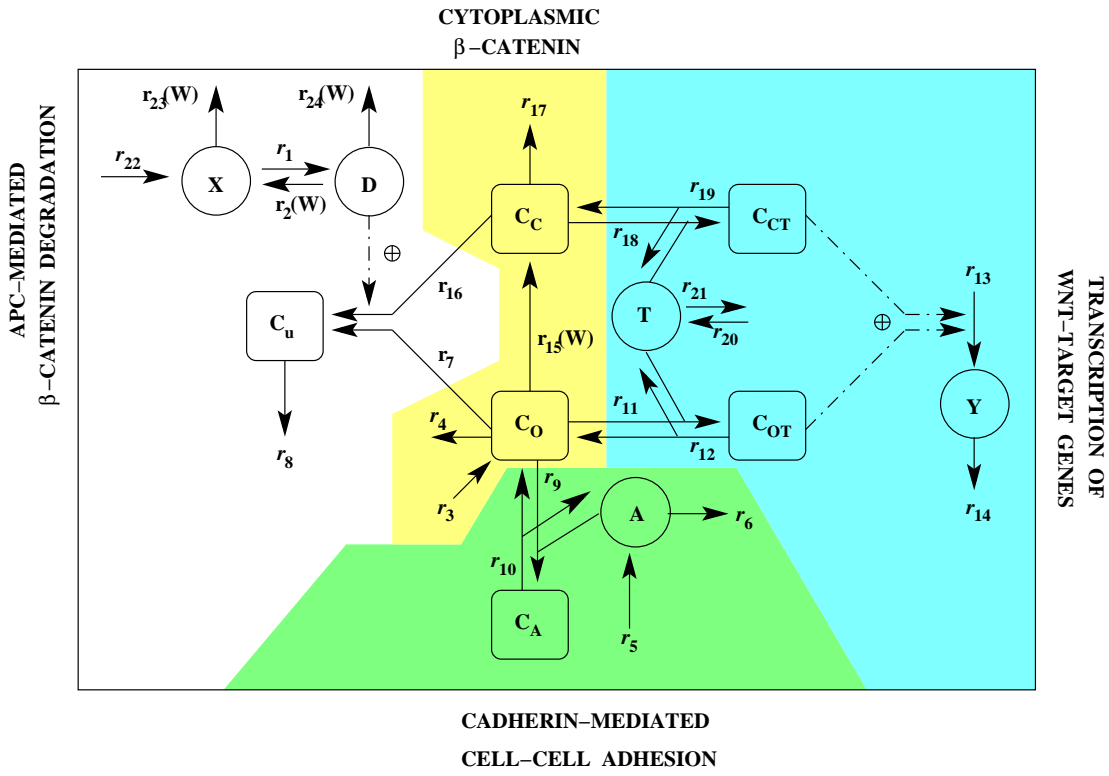 CYTOPLASMIC
β–CATENIN
APC–MEDIATED
β–CATENIN DEGRADATION
r23(W)
r24(W)
r17
r22
X
r1
r2(W)
D
⊕
CC
r19
r18
CCT
r16
Cu
r7
r8
r15(W)
T
r21
r20
r13
⊕
Y
r14
r4
CO
r3
r11
r12
COT
r9
r10
A
r6
r5
CA
TRANSCRIPTION OF
WNT–TARGET GENES
CADHERIN–MEDIATED
CELL–CELL ADHESION